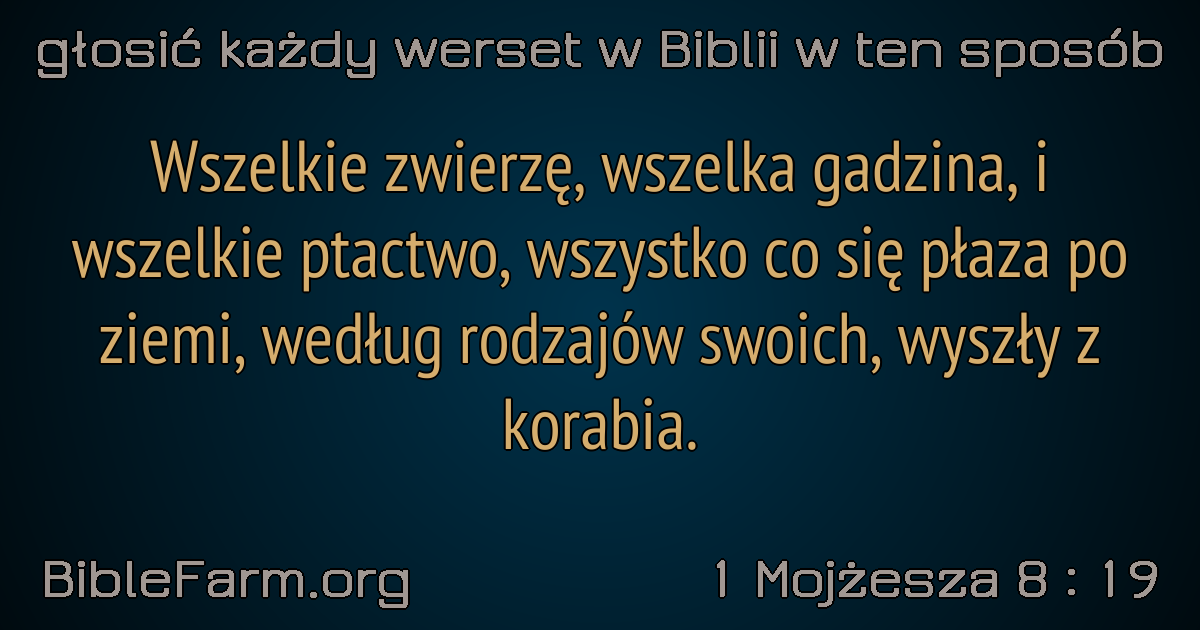 głosić każdy werset w Biblii w ten sposób
Wszelkie zwierzę, wszelka gadzina, i
wszelkie ptactwo, wszystko co się płaza po
ziemi, według rodzajów swoich, wyszły z
korabia.
BibleFarm.org
1 Mojżesza 8 : 19